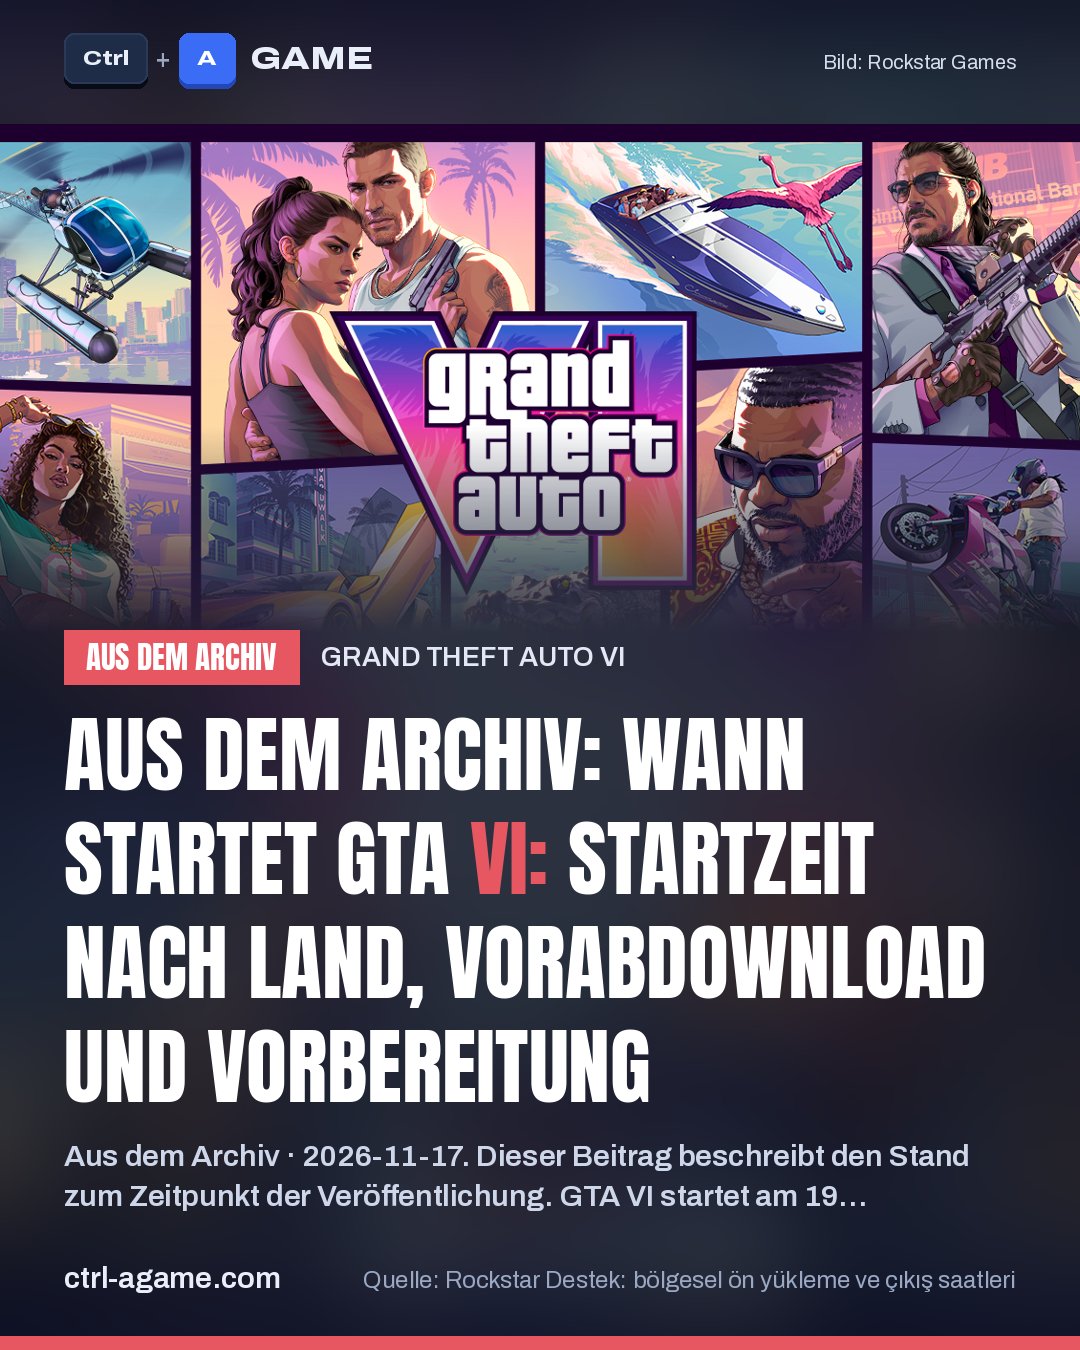 Ctrl + A GAME
Bild: Rockstar Games
VI
grand
theft
auto
AUS DEM ARCHIV
GRAND THEFT AUTO VI
AUS DEM ARCHIV: WANN
STARTET GTA VI: STARTZEIT
NACH LAND, VORABDOWNLOAD
UND VORBEREITUNG
Aus dem Archiv · 2026-11-17. Dieser Beitrag beschreibt den Stand
zum Zeitpunkt der Veröffentlichung. GTA VI startet am 19…
ctrl-agame.com
Quelle: Rockstar Destek: bölgesel ön yükleme ve çıkış saatleri